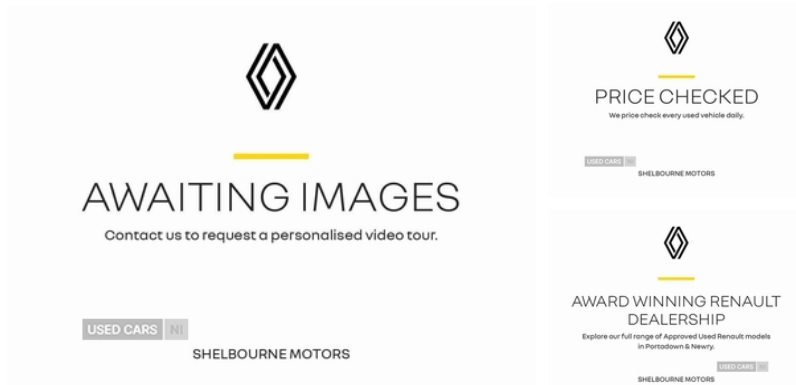 AWAITING IMAGES
Contact us to request a personalised video tour.
USED CARS NI
SHELBOURNE MOTORS
PRICE CHECKED
We price check every used vehicle daily.
USED CARS NI
SHELBOURNE MOTORS
AWARD WINNING RENAULT
DEALERSHIP
Explore our full range of Approved Used Renault models
in Portadown & Newry.
USED CARS NI
SHELBOURNE MOTORS